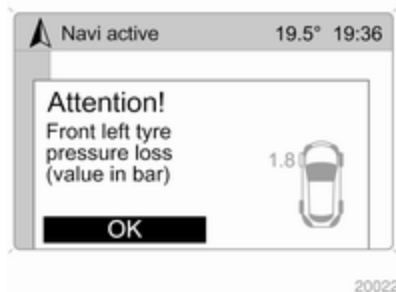 Navi active 19.5° 19:36
Attention!
Front left tyre
pressure loss
(value in bar)
1.8
OK
20022